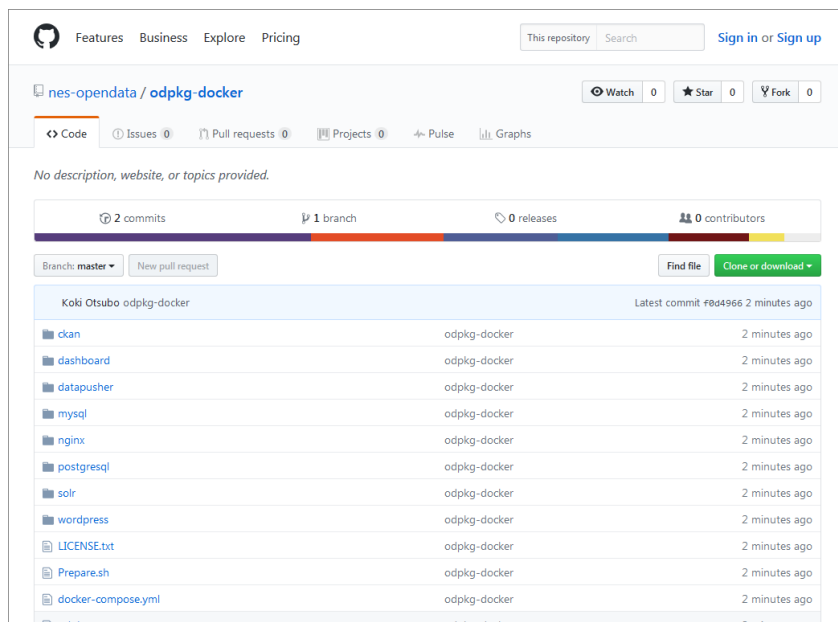 Features Business Explore Pricing This repository Search Sign in or Sign up
nes-opendata / odpkg-docker Watch 0 Star 0 Fork 0
Code Issues 0 Pull requests 0 Projects 0 Pulse Graphs
No description, website, or topics provided.
2 commits 1 branch 0 releases 0 contributors
Branch: master New pull request Find file Clone or download
Koki Otsubo odpkg-docker Latest commit f0d4966 2 minutes ago
ckan odpkg-docker 2 minutes ago
dashboard odpkg-docker 2 minutes ago
datapusher odpkg-docker 2 minutes ago
mysql odpkg-docker 2 minutes ago
nginx odpkg-docker 2 minutes ago
postgresql odpkg-docker 2 minutes ago
solr odpkg-docker 2 minutes ago
wordpress odpkg-docker 2 minutes ago
LICENSE.txt odpkg-docker 2 minutes ago
Prepare.sh odpkg-docker 2 minutes ago
docker-compose.yml odpkg-docker 2 minutes ago